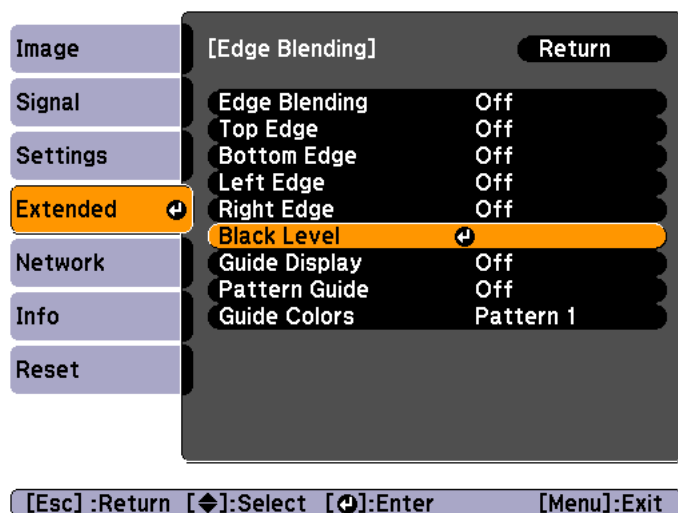 Image
Signal
Settings
Extended
Network
Info
Reset
[Edge Blending] Return
Edge Blending Off
Top Edge Off
Bottom Edge Off
Left Edge Off
Right Edge Off
Black Level
Guide Display Off
Pattern Guide Off
Guide Colors Pattern 1
[Esc] :Return [◆]:Select [↵]:Enter [Menu]:Exit